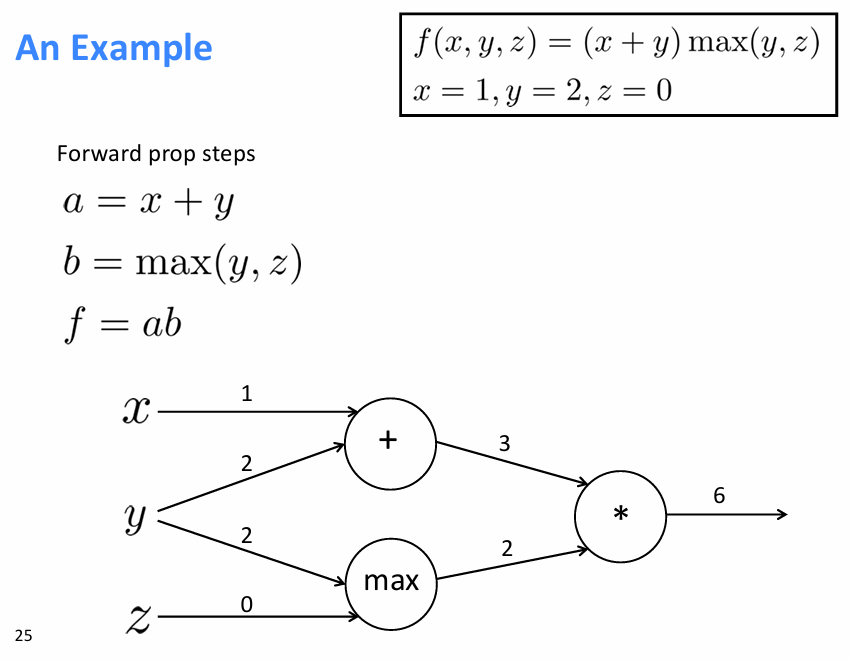 An Example
f(x, y, z) = (x + y) max(y, z)
x = 1, y = 2, z = 0
Forward prop steps
a = x + y
b = max(y, z)
f = ab
x
1
+
2
3
y
2
*
6
max
2
z
0
25